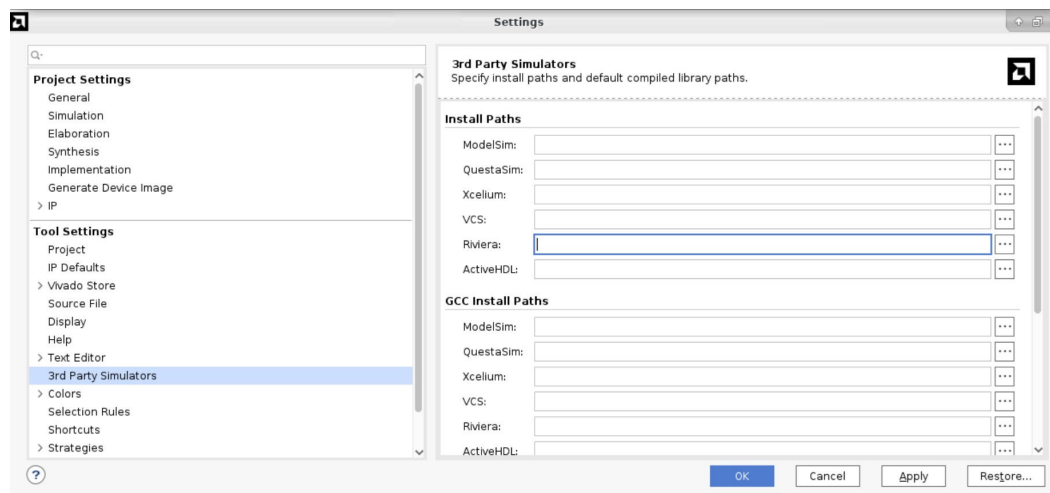 Settings
Q-
Project Settings
General
Simulation
Elaboration
Synthesis
Implementation
Generate Device Image
> IP
Tool Settings
Project
IP Defaults
> Vivado Store
Source File
Display
Help
> Text Editor
3rd Party Simulators
> Colors
Selection Rules
Shortcuts
> Strategies
3rd Party Simulators
Specify install paths and default compiled library paths.
Install Paths
ModelSim: ...
QuestaSim: ...
Xcelium: ...
VCS: ...
Riviera: ...
ActiveHDL: ...
GCC Install Paths
ModelSim: ...
QuestaSim: ...
Xcelium: ...
VCS: ...
Riviera: ...
ActiveHDL: ...
? OK Cancel Apply Restore...